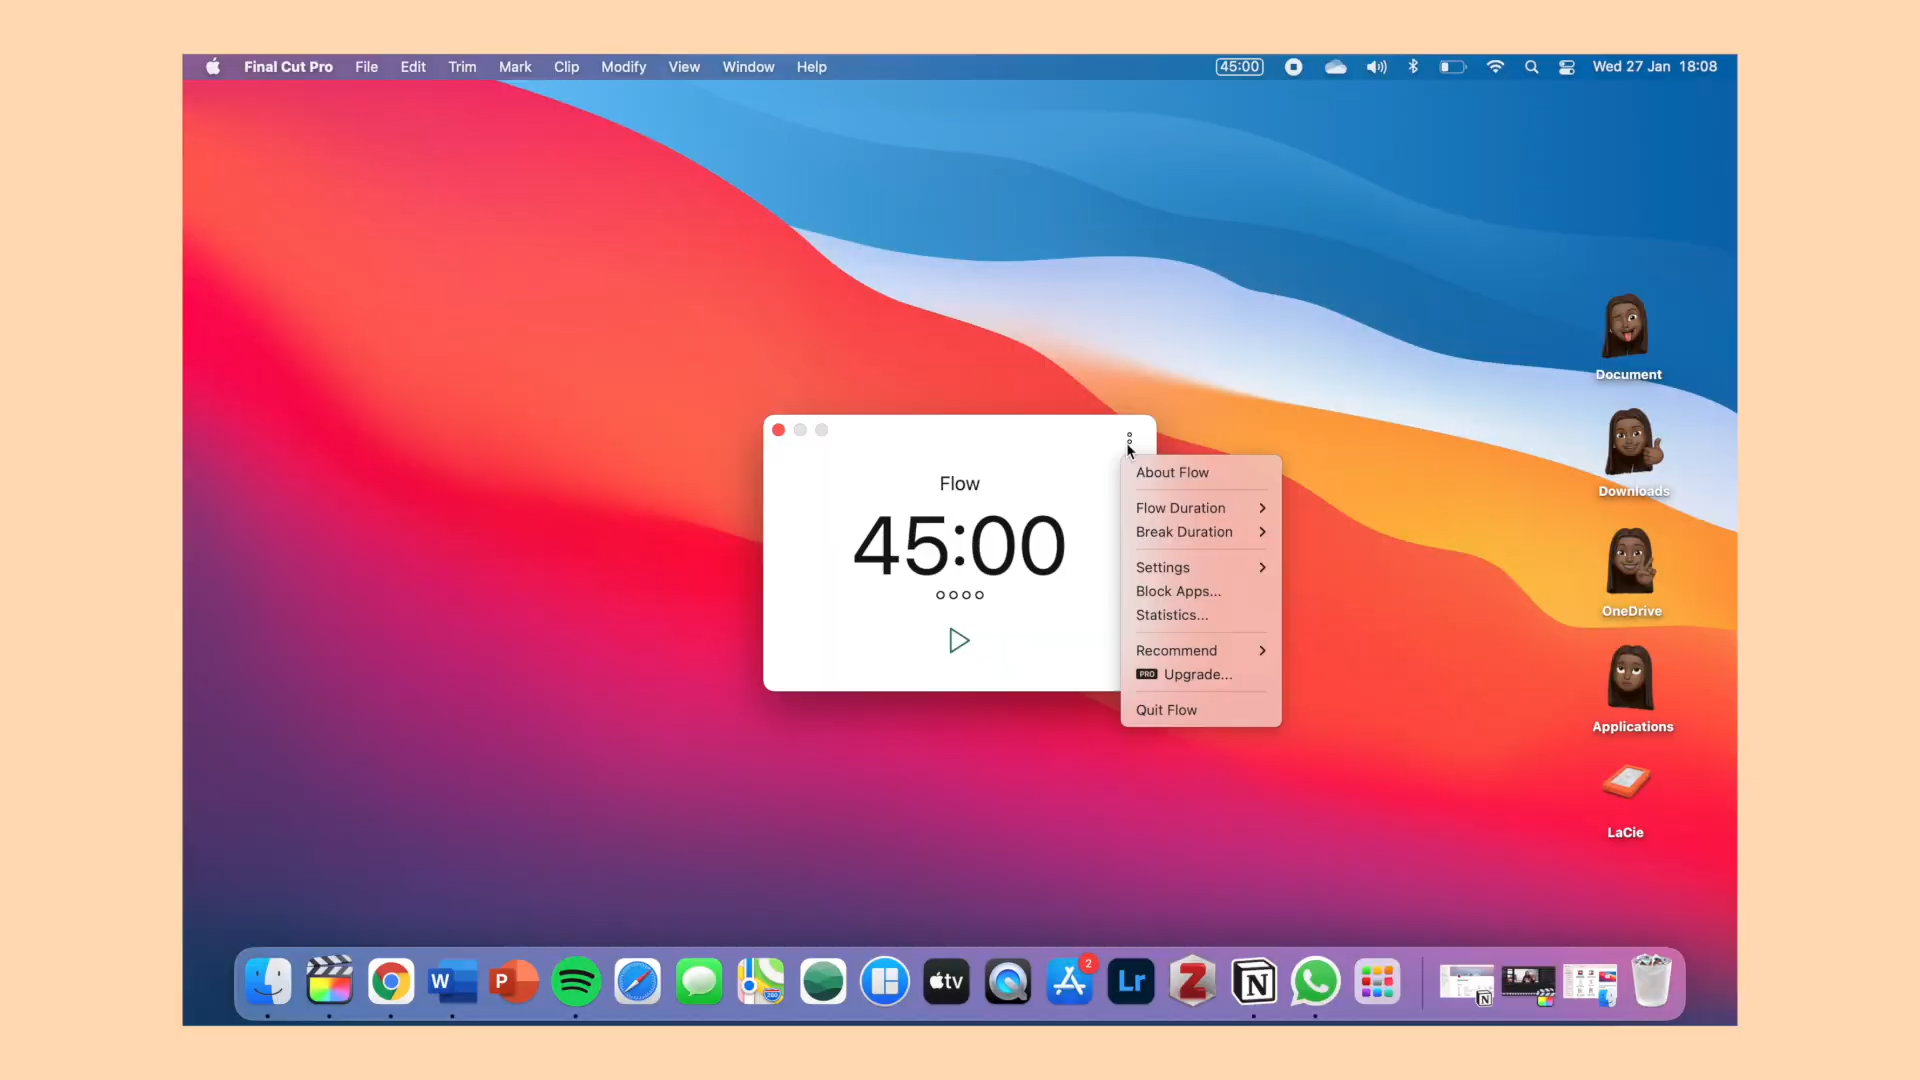 Final Cut Pro File Edit Trim Mark Clip Modify View Window Help 45:00 Wed 27 Jan 18:08
Flow
45:00
About Flow
Flow Duration
Break Duration
Settings
Block Apps...
Statistics...
Recommend
PRO Upgrade...
Quit Flow
Document
Downloads
OneDrive
Applications
LaCie
W P tv 2 Lr Z N